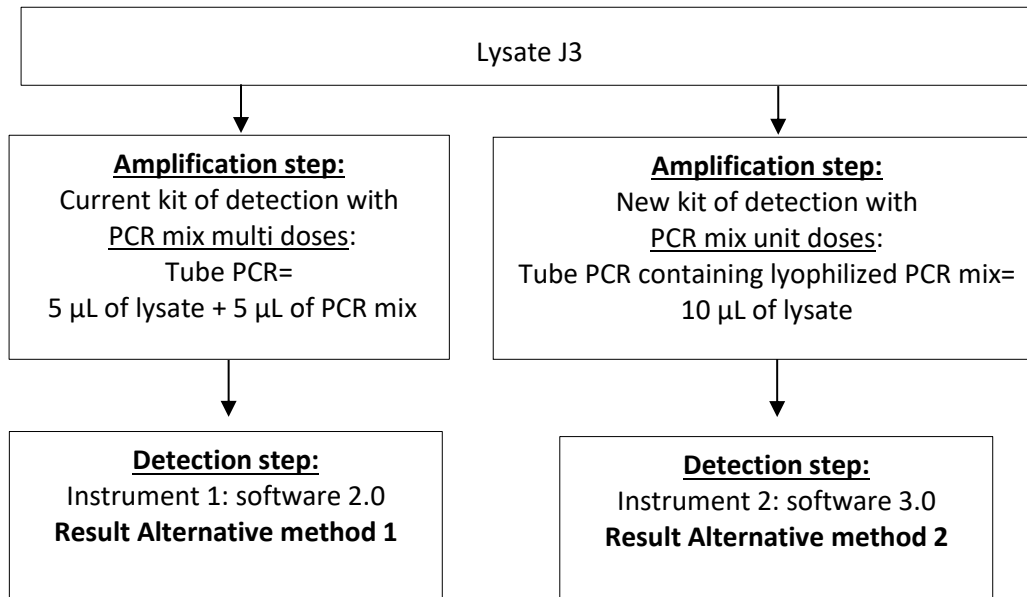 Lysate J3
Amplification step:
Current kit of detection with
PCR mix multi doses:
Tube PCR=
5 µL of lysate + 5 µL of PCR mix
Amplification step:
New kit of detection with
PCR mix unit doses:
Tube PCR containing lyophilized PCR mix=
10 µL of lysate
Detection step:
Instrument 1: software 2.0
Result Alternative method 1
Detection step:
Instrument 2: software 3.0
Result Alternative method 2